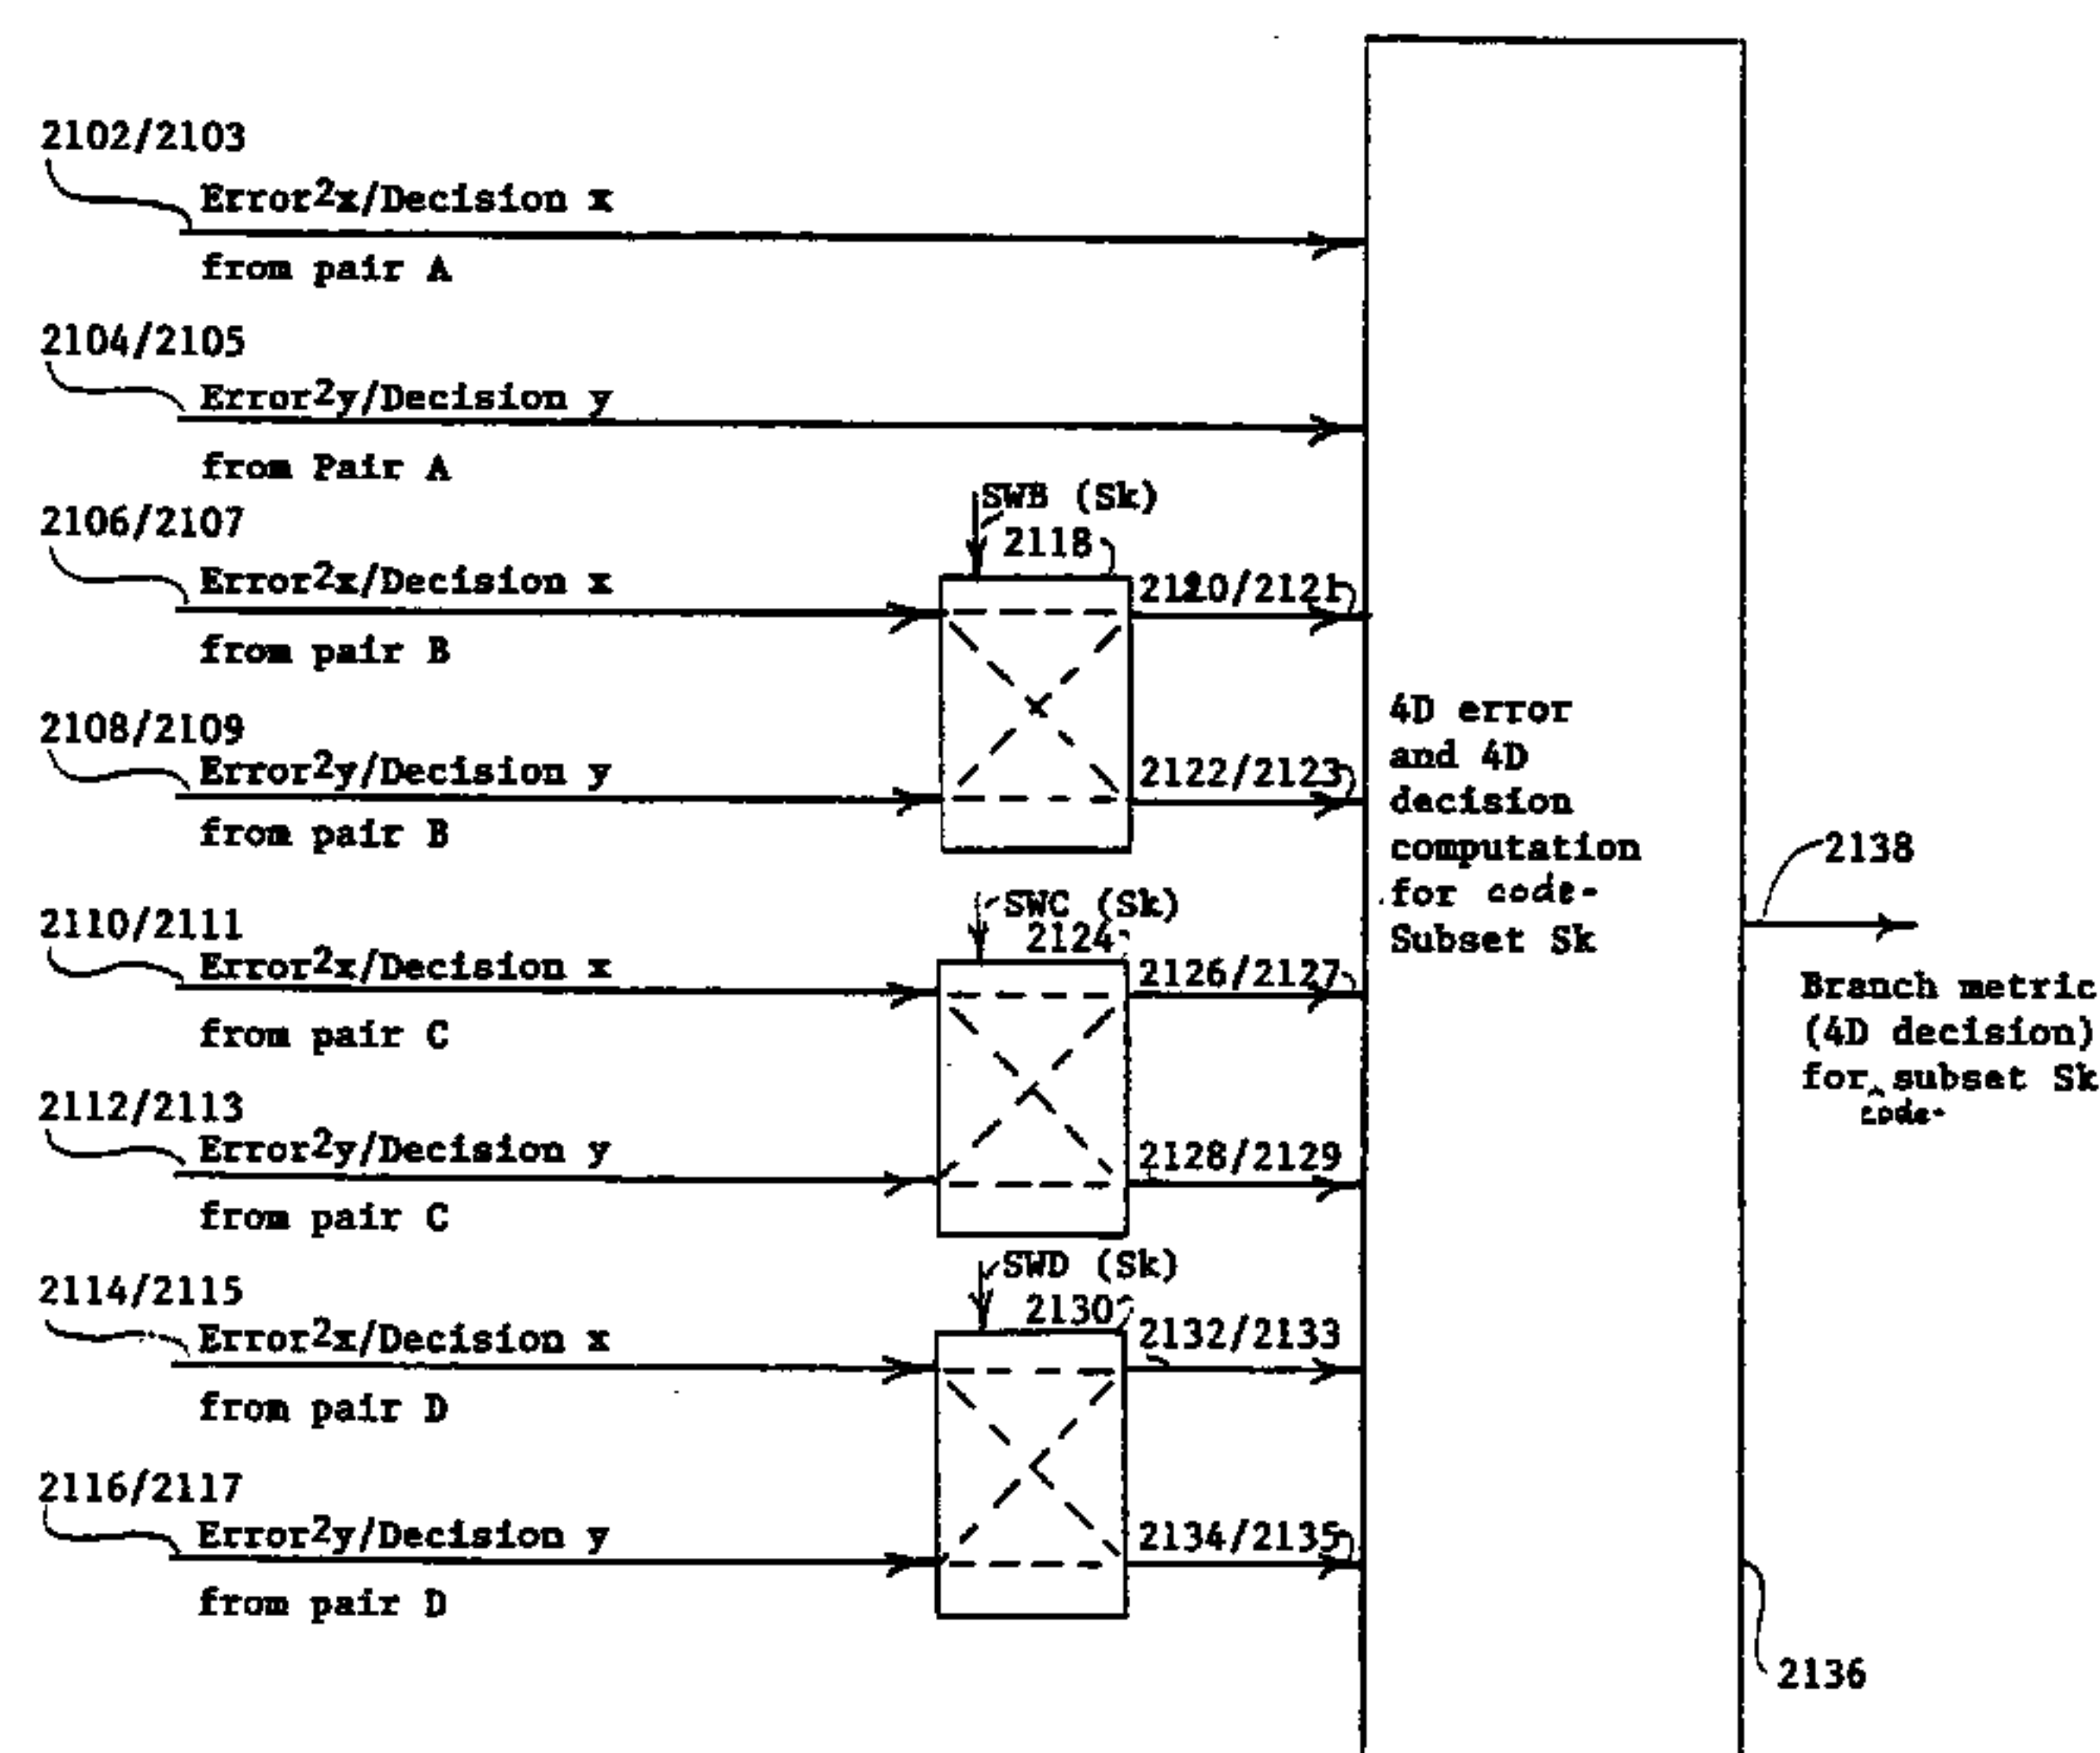 2102/2103
Error²x/Decision x
from pair A
2104/2105
Error²y/Decision y
from Pair A
2106/2107
Error²x/Decision x
from pair B
2108/2109
Error²y/Decision y
from pair B
2110/2111
Error²x/Decision x
from pair C
2112/2113
Error²y/Decision y
from pair C
2114/2115
Error²x/Decision x
from pair D
2116/2117
Error²y/Decision y
from pair D
SWB (Sk)
2118
2120/2121
2122/2123
SWC (Sk)
2124
2126/2127
2128/2129
SWD (Sk)
2130
2132/2133
2134/2135
4D error
and 4D
decision
computation
for code-
Subset Sk
2138
Branch metric
(4D decision)
for subset Sk
code-
2136